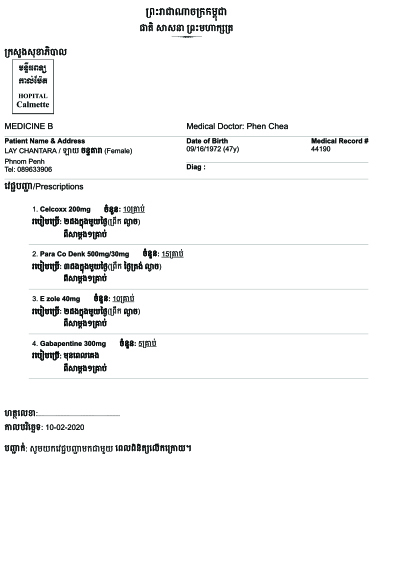 ព្រះរាជាណាចក្រកម្ពុជា
ជាតិ សាសនា ព្រះមហាក្សត្រ
ក្រសួងសុខាភិបាល
មន្ទីរពេទ្យ
កាល់ម៉ែត
HOPITAL
Calmette
MEDICINE B
Medical Doctor: Phen Chea
Patient Name & Address
Date of Birth
Medical Record #
LAY CHANTARA / ឡាយ ចន្ទតារា (Female)
09/16/1972 (47y)
44190
Phnom Penh
Tel: 089633906
Diag :
វេជ្ជបញ្ជា/Prescriptions
1. Celcoxx 200mg ចំនួន: 10គ្រាប់
របៀបប្រើ: ២ដងក្នុងមួយថ្ងៃ(ព្រឹក ល្ងាច)
ពីសាម្តង១គ្រាប់
2. Para Co Denk 500mg/30mg ចំនួន: 15គ្រាប់
របៀបប្រើ: ៣ដងក្នុងមួយថ្ងៃ(ព្រឹក ថ្ងៃត្រង់ ល្ងាច)
ពីសាម្តង១គ្រាប់
3. E zole 40mg ចំនួន: 10គ្រាប់
របៀបប្រើ: ២ដងក្នុងមួយថ្ងៃ(ព្រឹក ល្ងាច)
ពីសាម្តង១គ្រាប់
4. Gabapentine 300mg ចំនួន: 5គ្រាប់
របៀបប្រើ: មុនពេលគេង
ពីសាម្តង១គ្រាប់
ហត្ថលេខា:
កាលបរិច្ឆេទ: 10-02-2020
បញ្ជាក់: សូមយកវេជ្ជបញ្ជាមកជាមួយ ពេលពិនិត្យលើកក្រោយ។